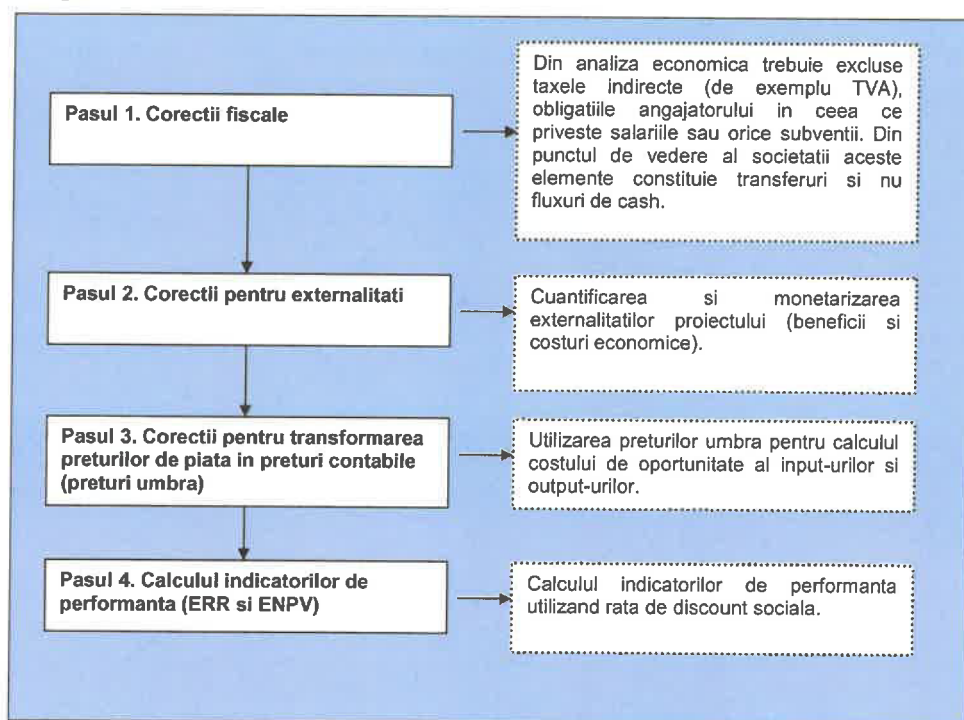 Pasul 1. Corectii fiscale
Din analiza economica trebuie excluse
taxele indirecte (de exemplu TVA),
obligatiile angajatorului in ceea ce
priveste salariile sau orice subventii. Din
punctul de vedere al societatii aceste
elemente constituie transferuri si nu
fluxuri de cash.
Pasul 2. Corectii pentru externalitati
Cuantificarea si monetarizarea
externalitatilor proiectului (beneficii si
costuri economice).
Pasul 3. Corectii pentru transformarea
preturilor de piata in preturi contabile
(preturi umbra)
Utilizarea preturilor umbra pentru calculul
costului de oportunitate al input-urilor si
output-urilor.
Pasul 4. Calculul indicatorilor de
performanta (ERR si ENPV)
Calculul indicatorilor de performanta
utilizand rata de discount sociala.